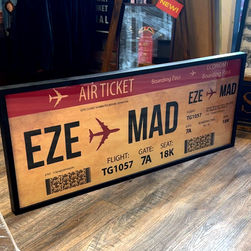 NEW!
AIR TICKET
Boarding Pass
ECONOMY
Boarding Pass
EZE MAD
EZE
MAD
FLIGHT: GATE: SEAT:
TG1057 7A 18K
TG1057
7A 18K